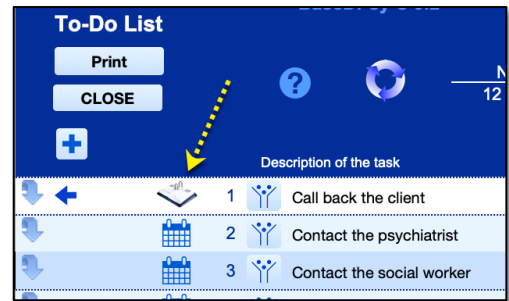 To-Do List
Print
CLOSE
?
N
12
+
Description of the task
1 Call back the client
2 Contact the psychiatrist
3 Contact the social worker